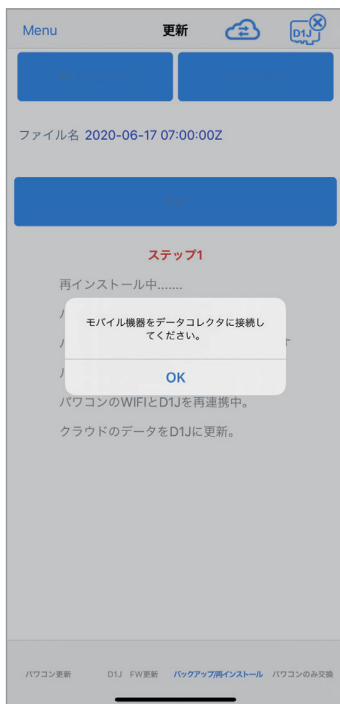 Menu 更新 D1J
ファイル名 2020-06-17 07:00:00Z
ステップ1
再インストール中.......
モバイル機器をデータコレクタに接続し
てください。
OK
パワコンのWIFIとD1Jを再連携中。
クラウドのデータをD1Jに更新。
パワコン更新 D1J FW更新 バックアップ/再インストール パワコンのみ交換